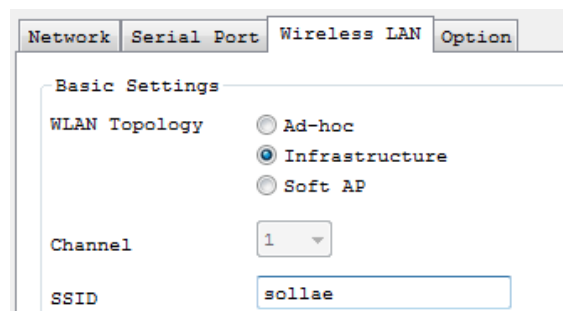 Network Serial Port Wireless LAN Option
Basic Settings
WLAN Topology Ad-hoc
Infrastructure
Soft AP
Channel 1
SSID sollae